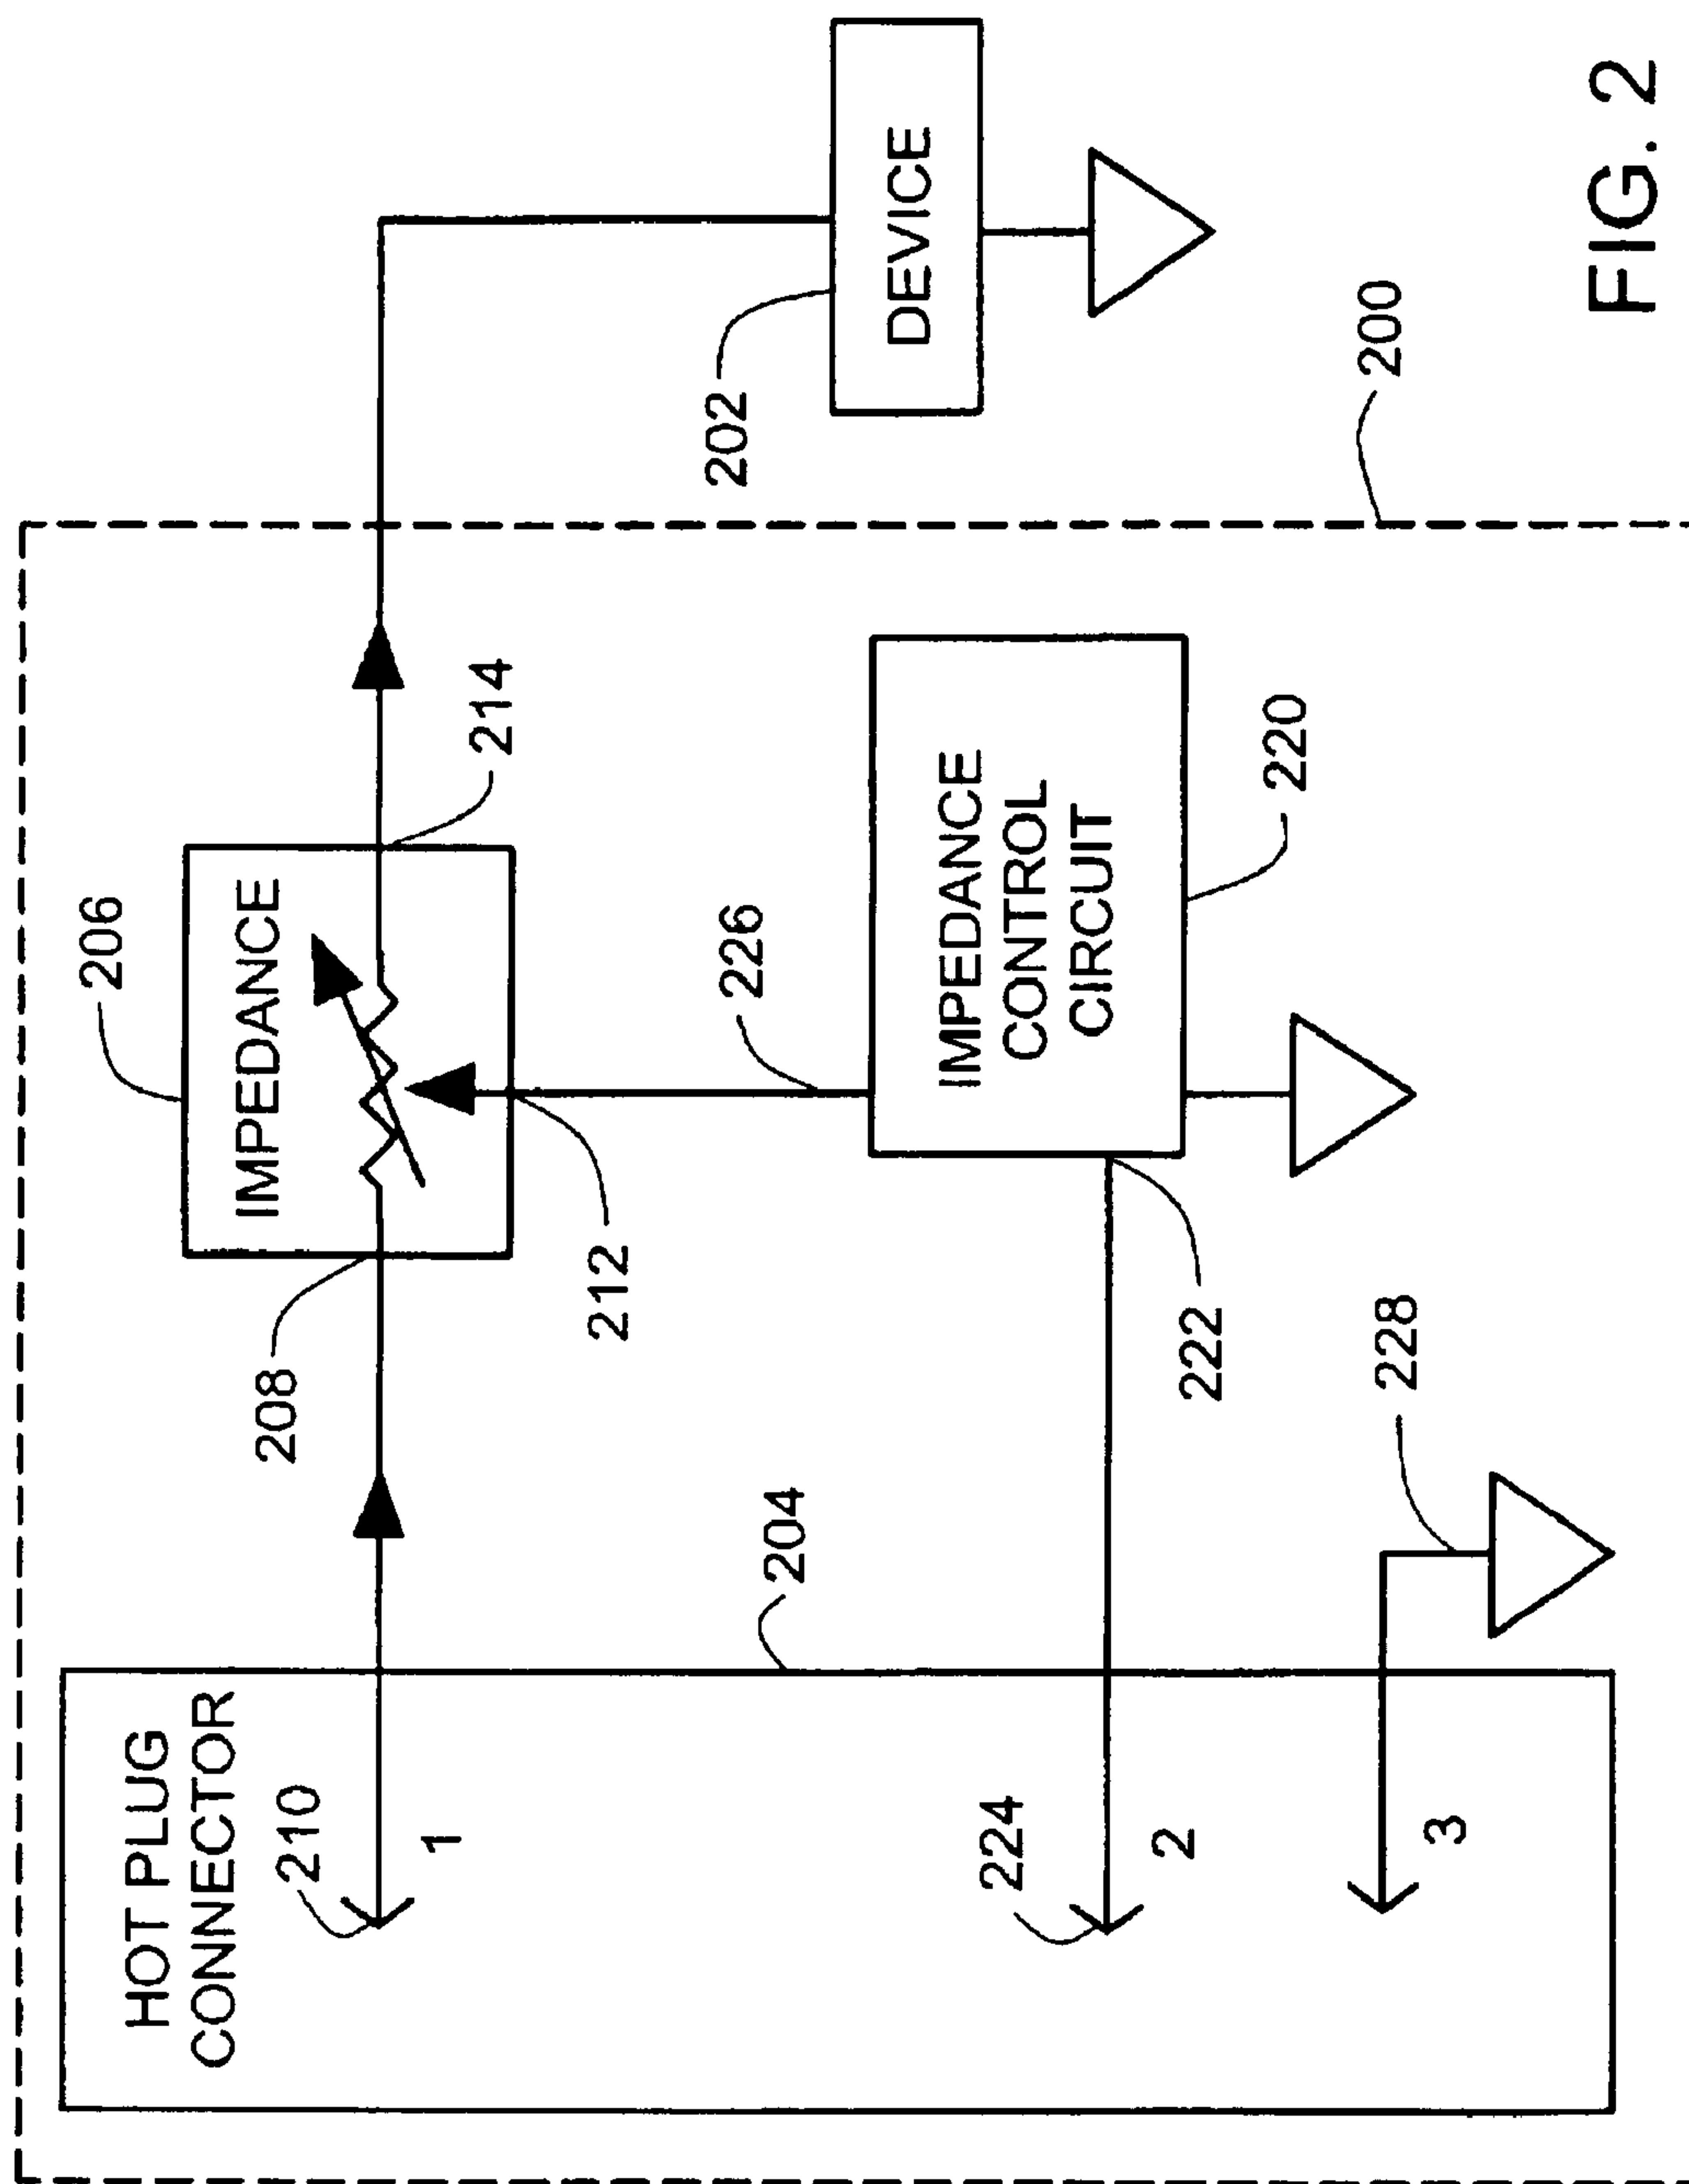 HOT PLUG
CONNECTOR
210
1
224
2
3
204
228
208
206
IMPEDANCE
212
214
226
222
IMPEDANCE
CONTROL
CIRCUIT
220
202
DEVICE
200
FIG. 2